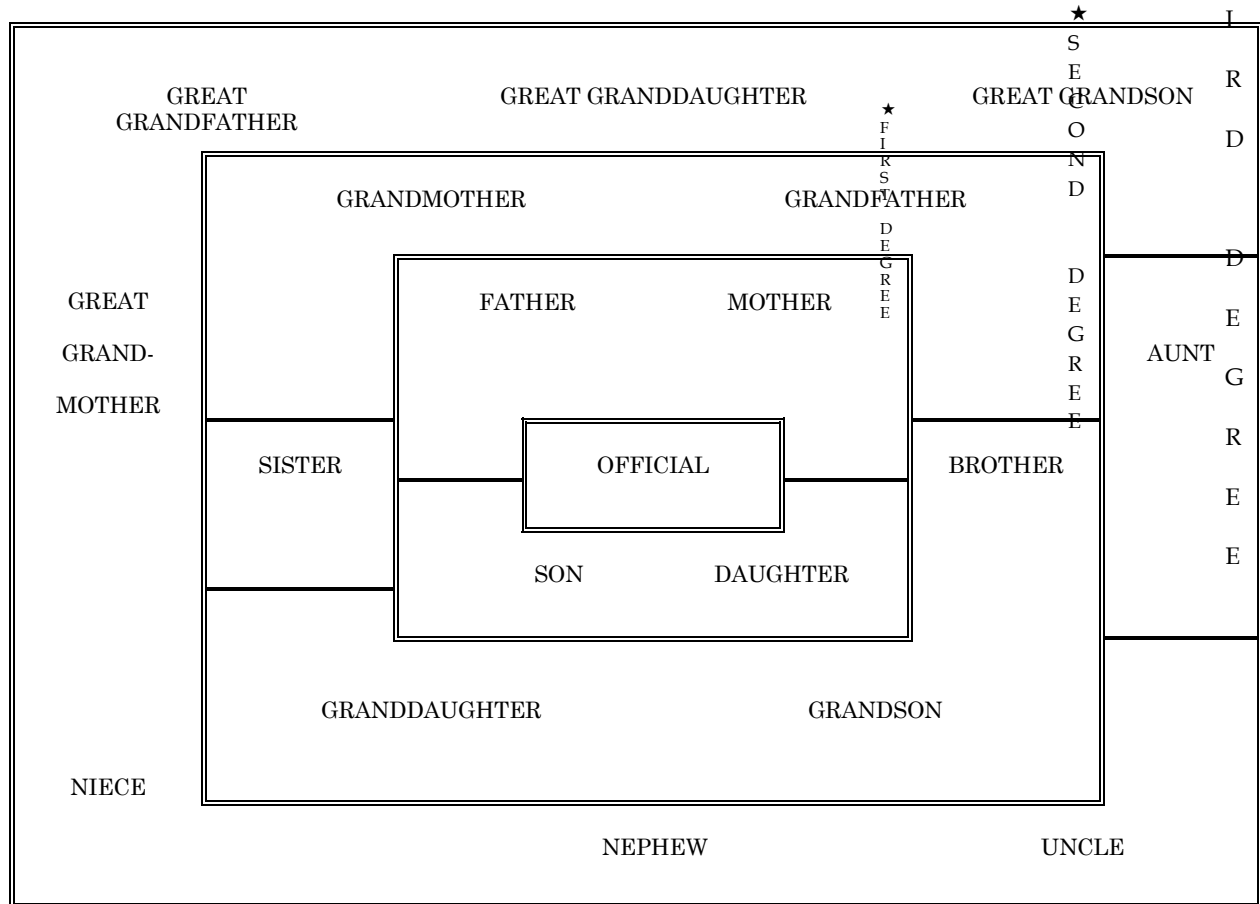 GREAT GRANDFATHER
GREAT GRANDDAUGHTER
GREAT GRANDSON
★ SECOND DEGREE
IRD DEGREE
★ FIRST DEGREE
GRANDMOTHER
GRANDFATHER
GREAT
GRAND-
MOTHER
FATHER
MOTHER
AUNT
SISTER
OFFICIAL
BROTHER
SON
DAUGHTER
GRANDDAUGHTER
GRANDSON
NIECE
NEPHEW
UNCLE